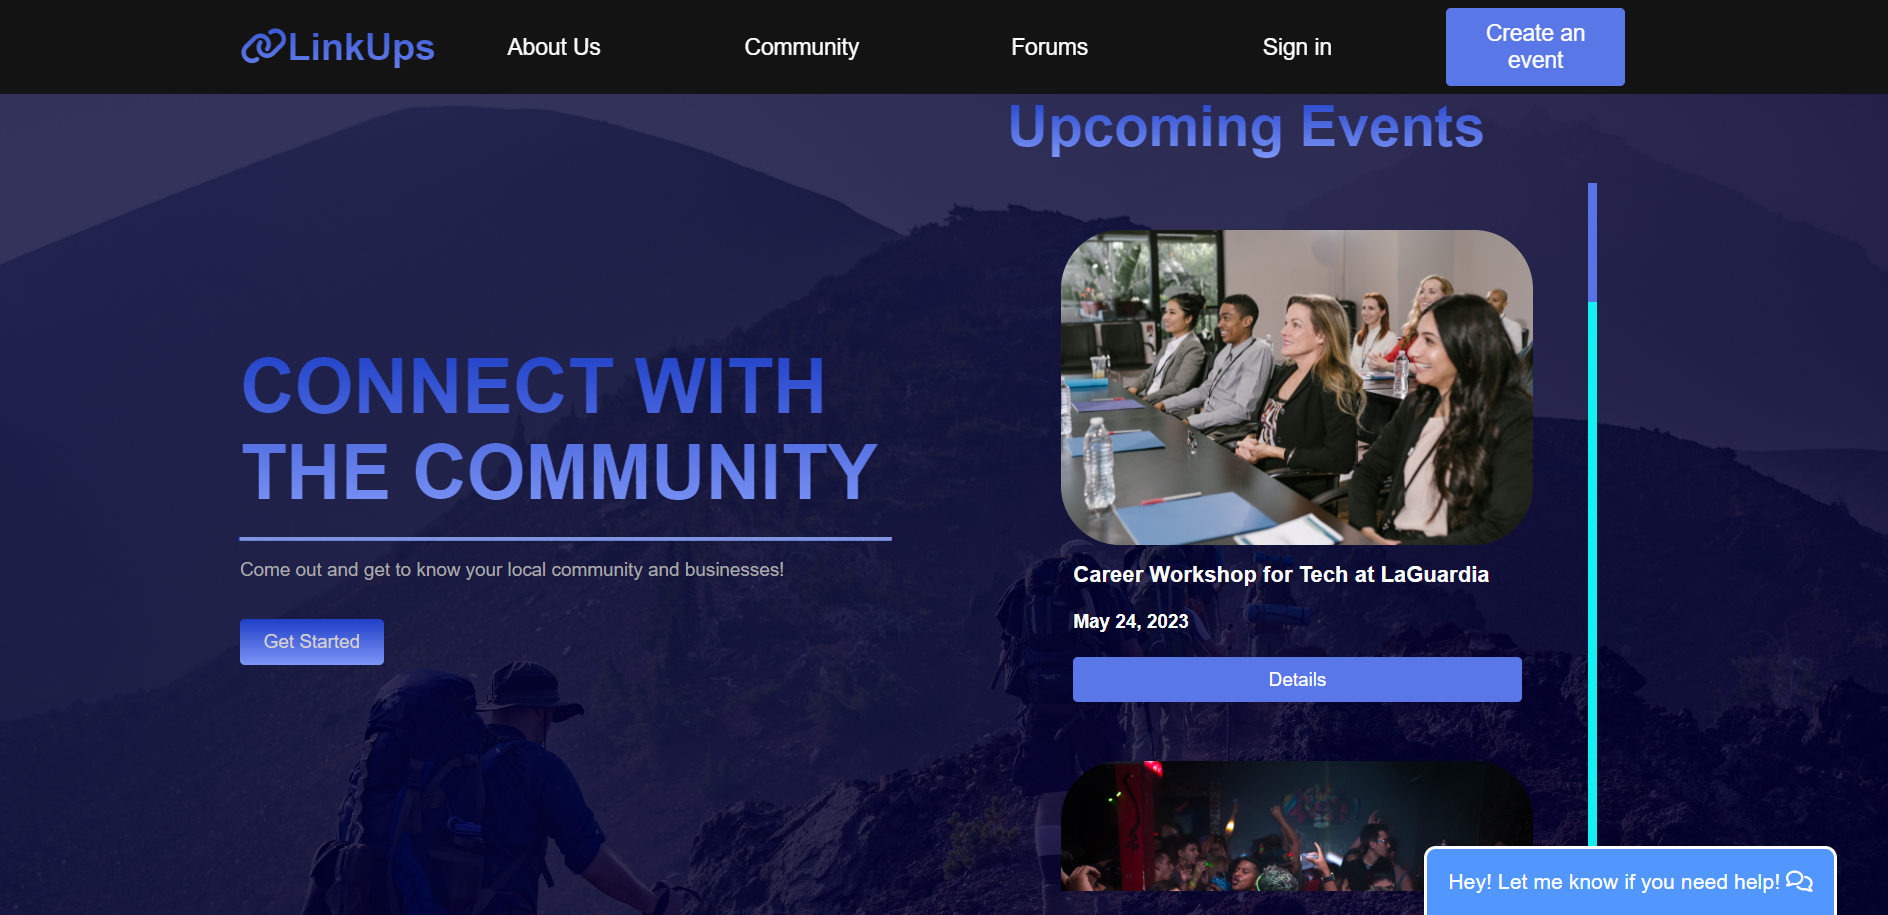 LinkUps
About Us
Community
Forums
Sign in
Create an
event
Upcoming Events
CONNECT WITH
THE COMMUNITY
Come out and get to know your local community and businesses!
Get Started
Career Workshop for Tech at LaGuardia
May 24, 2023
Details
Hey! Let me know if you need help!